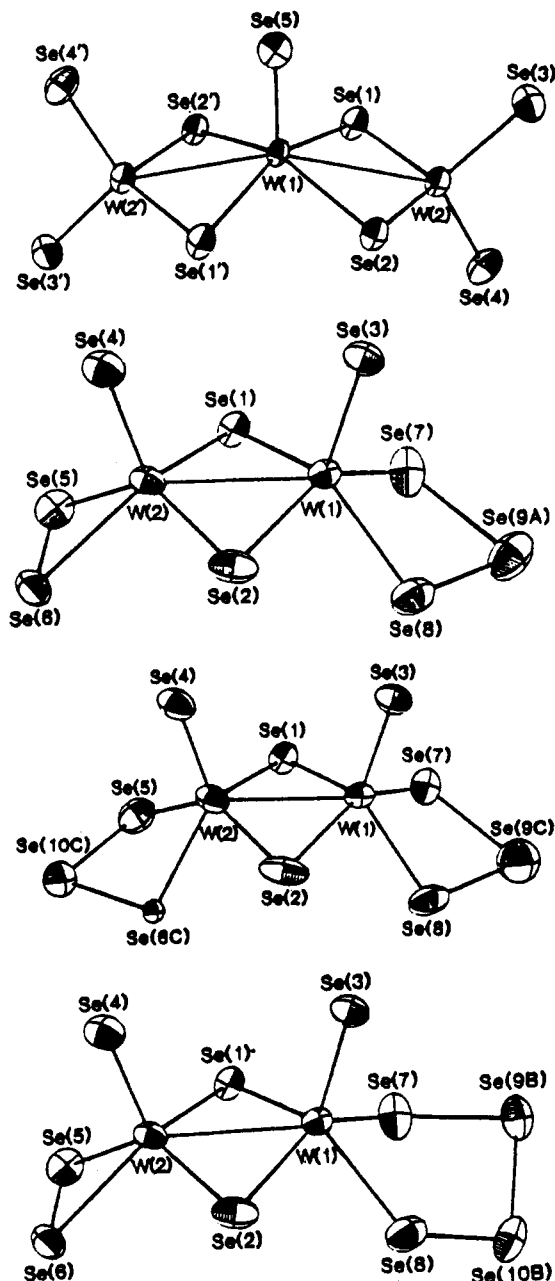 Se(5)
Se(4')
Se(2')
Se(1)
Se(3)
W(1)
W(2')
W(2)
Se(3')
Se(1')
Se(2)
Se(4)
Se(4)
Se(3)
Se(1)
Se(7)
Se(5)
W(2)
W(1)
Se(9A)
Se(6)
Se(2)
Se(8)
Se(4)
Se(3)
Se(1)
Se(5)
Se(7)
Se(10C)
W(2)
W(1)
Se(9C)
Se(6C)
Se(2)
Se(8)
Se(4)
Se(3)
Se(1)
Se(7)
Se(9B)
Se(5)
W(2)
W(1)
Se(6)
Se(2)
Se(8)
Se(10B)